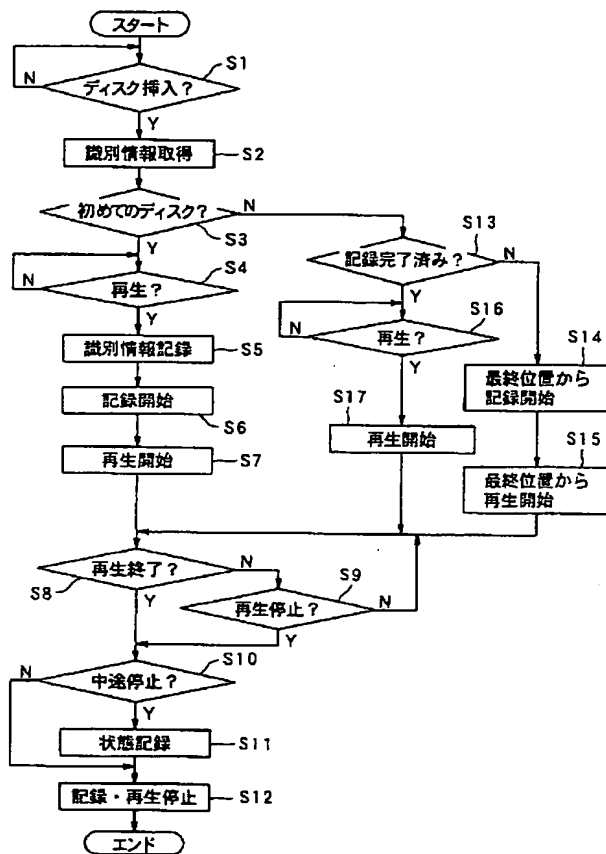 スタート
S1
ディスク挿入?
N
Y
識別情報取得
S2
初めてのディスク?
N
S3
Y
S13
記録完了済み?
N
Y
S4
再生?
N
Y
S16
再生?
N
Y
識別情報記録
S5
S14
最終位置から
記録開始
記録開始
S6
S17
再生開始
S15
最終位置から
再生開始
再生開始
S7
再生終了?
N
S8
Y
S9
再生停止?
N
Y
S10
中途停止?
N
Y
状態記録
S11
記録・再生停止
S12
エンド